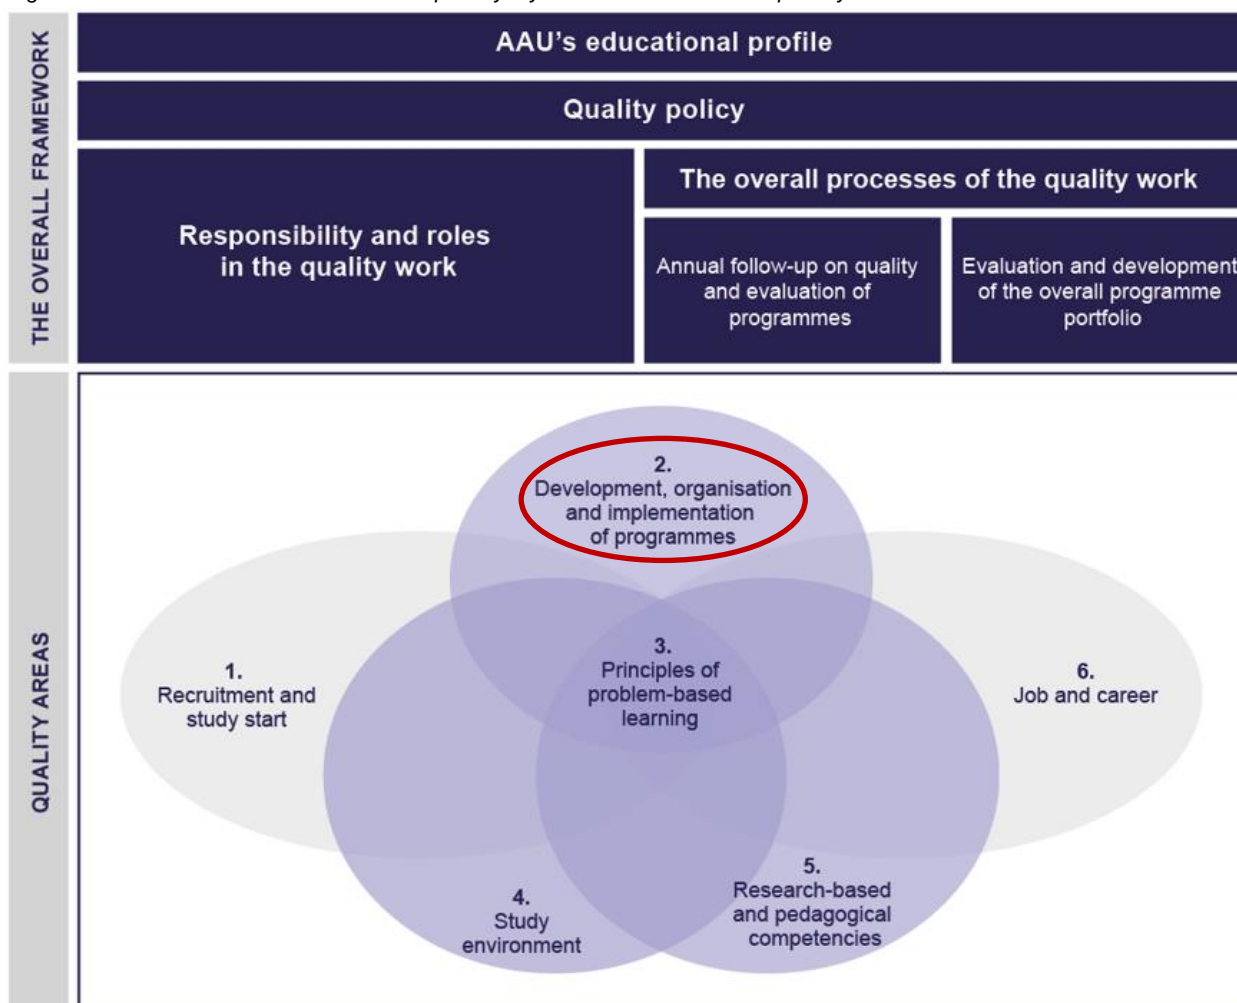 AAU's educational profile
Quality policy
THE OVERALL FRAMEWORK
Responsibility and roles
in the quality work
The overall processes of the quality work
Annual follow-up on quality
and evaluation of
programmes
Evaluation and development
of the overall programme
portfolio
QUALITY AREAS
2.
Development, organisation
and implementation
of programmes
1.
Recruitment and
study start
3.
Principles of
problem-based
learning
6.
Job and career
4.
Study
environment
5.
Research-based
and pedagogical
competencies